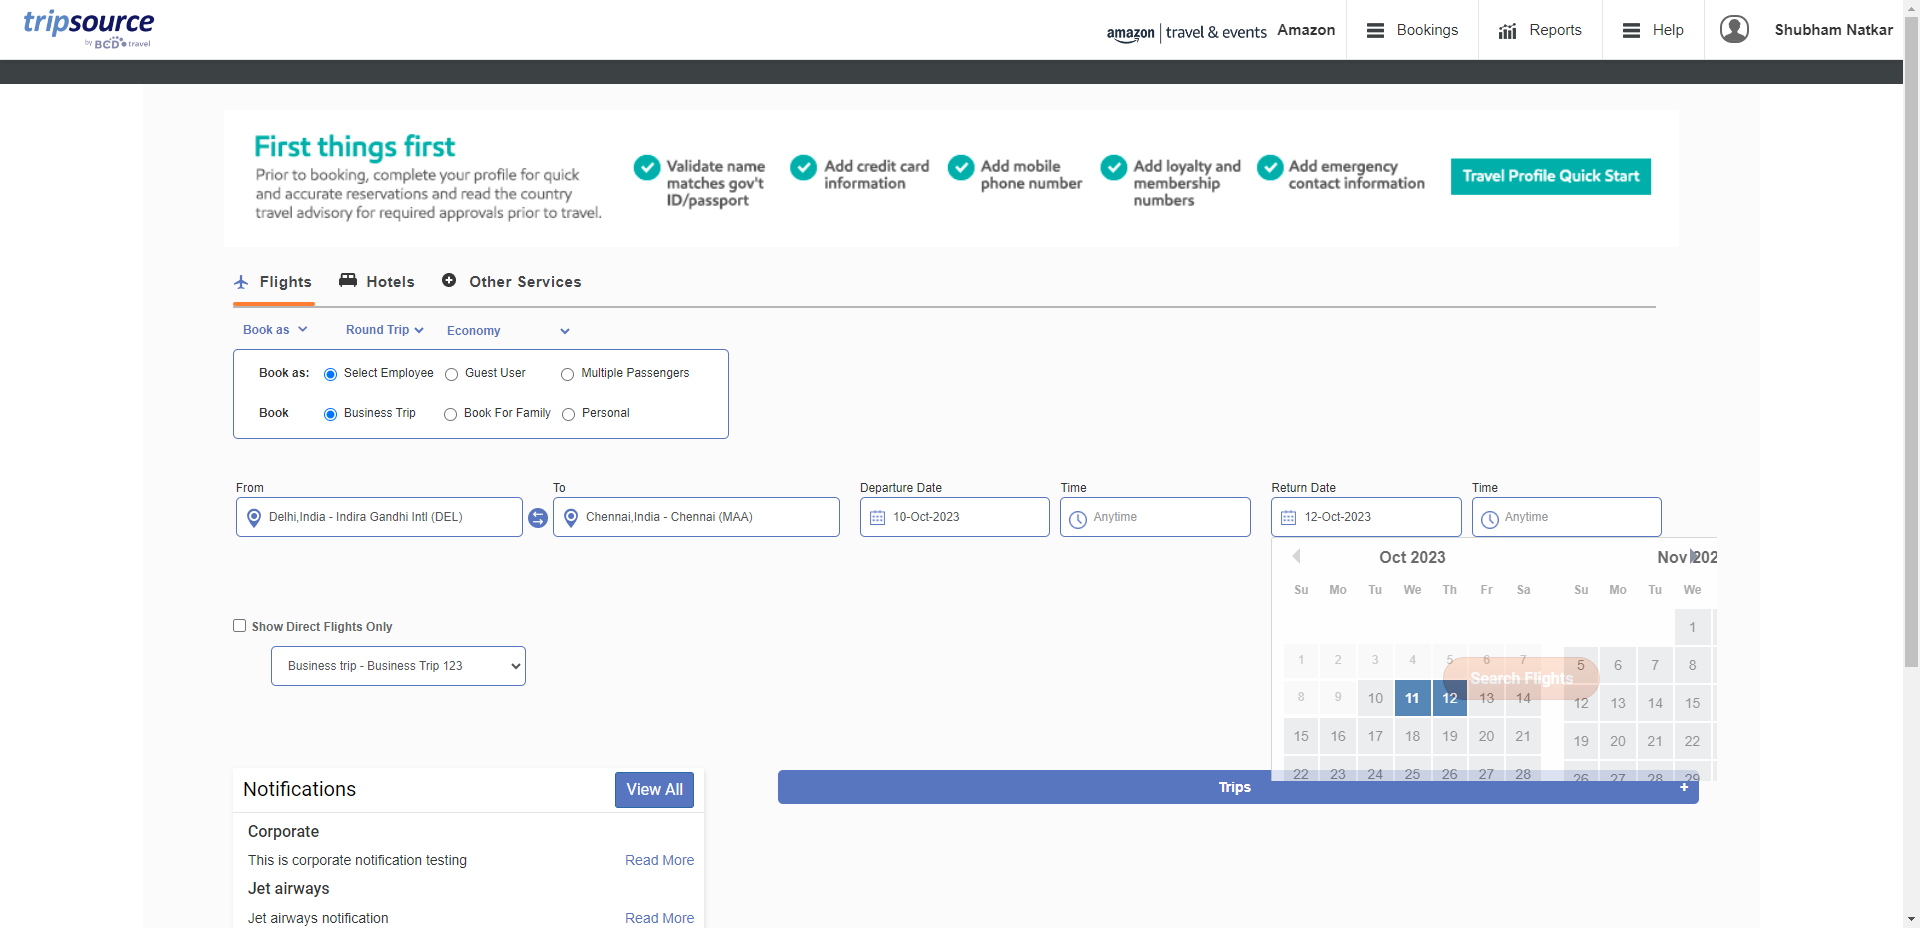 tripsource
by BCD travel
amazon | travel & events Amazon
Bookings
Reports
Help
Shubham Natkar
First things first
Prior to booking, complete your profile for quick
and accurate reservations and read the country
travel advisory for required approvals prior to travel.
Validate name
matches gov't
ID/passport
Add credit card
information
Add mobile
phone number
Add loyalty and
membership
numbers
Add emergency
contact information
Travel Profile Quick Start
Flights
Hotels
Other Services
Book as
Round Trip
Economy
Book as: Select Employee Guest User Multiple Passengers
Book Business Trip Book For Family Personal
From
To
Departure Date
Time
Return Date
Time
Delhi,India - Indira Gandhi Intl (DEL)
Chennai,India - Chennai (MAA)
10-Oct-2023
Anytime
12-Oct-2023
Anytime
Oct 2023
Su Mo Tu We Th Fr Sa
1 2 3 4 5 6 7
8 9 10 11 12 13 14
15 16 17 18 19 20 21
22 23 24 25 26 27 28
Nov 202
Su Mo Tu We
1
5 6 7 8
12 13 14 15
19 20 21 22
26 27 28 29
Search Flights
Show Direct Flights Only
Business trip - Business Trip 123
Notifications
View All
Corporate
This is corporate notification testing
Read More
Jet airways
Jet airways notification
Read More
Trips
+